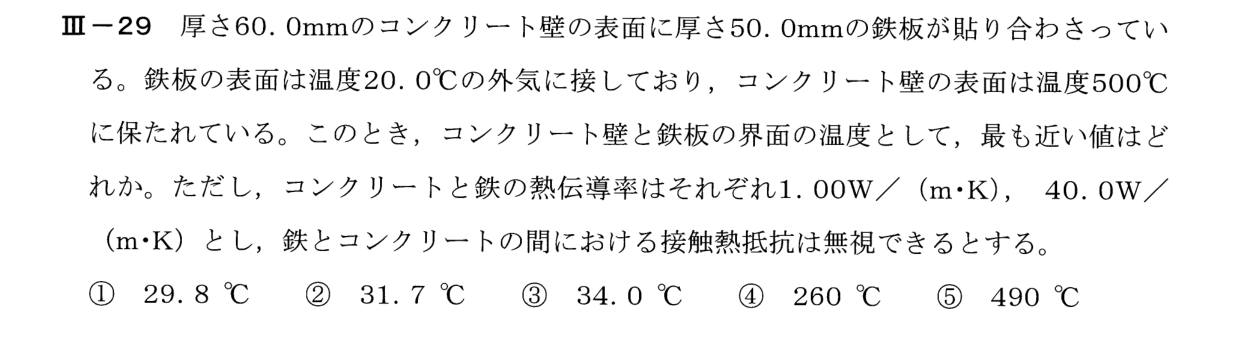 Ⅲ－29　厚さ60. 0mmのコンクリート壁の表面に厚さ50. 0mmの鉄板が貼り合わさってい
る。鉄板の表面は温度20. 0℃の外気に接しており，コンクリート壁の表面は温度500℃
に保たれている。このとき，コンクリート壁と鉄板の界面の温度として，最も近い値はど
れか。ただし，コンクリートと鉄の熱伝導率はそれぞれ1. 00W／（m･K），　40. 0W／
（m･K）とし，鉄とコンクリートの間における接触熱抵抗は無視できるとする。
①　29. 8 ℃　　②　31. 7 ℃　　③　34. 0 ℃　　④　260 ℃　　⑤　490 ℃